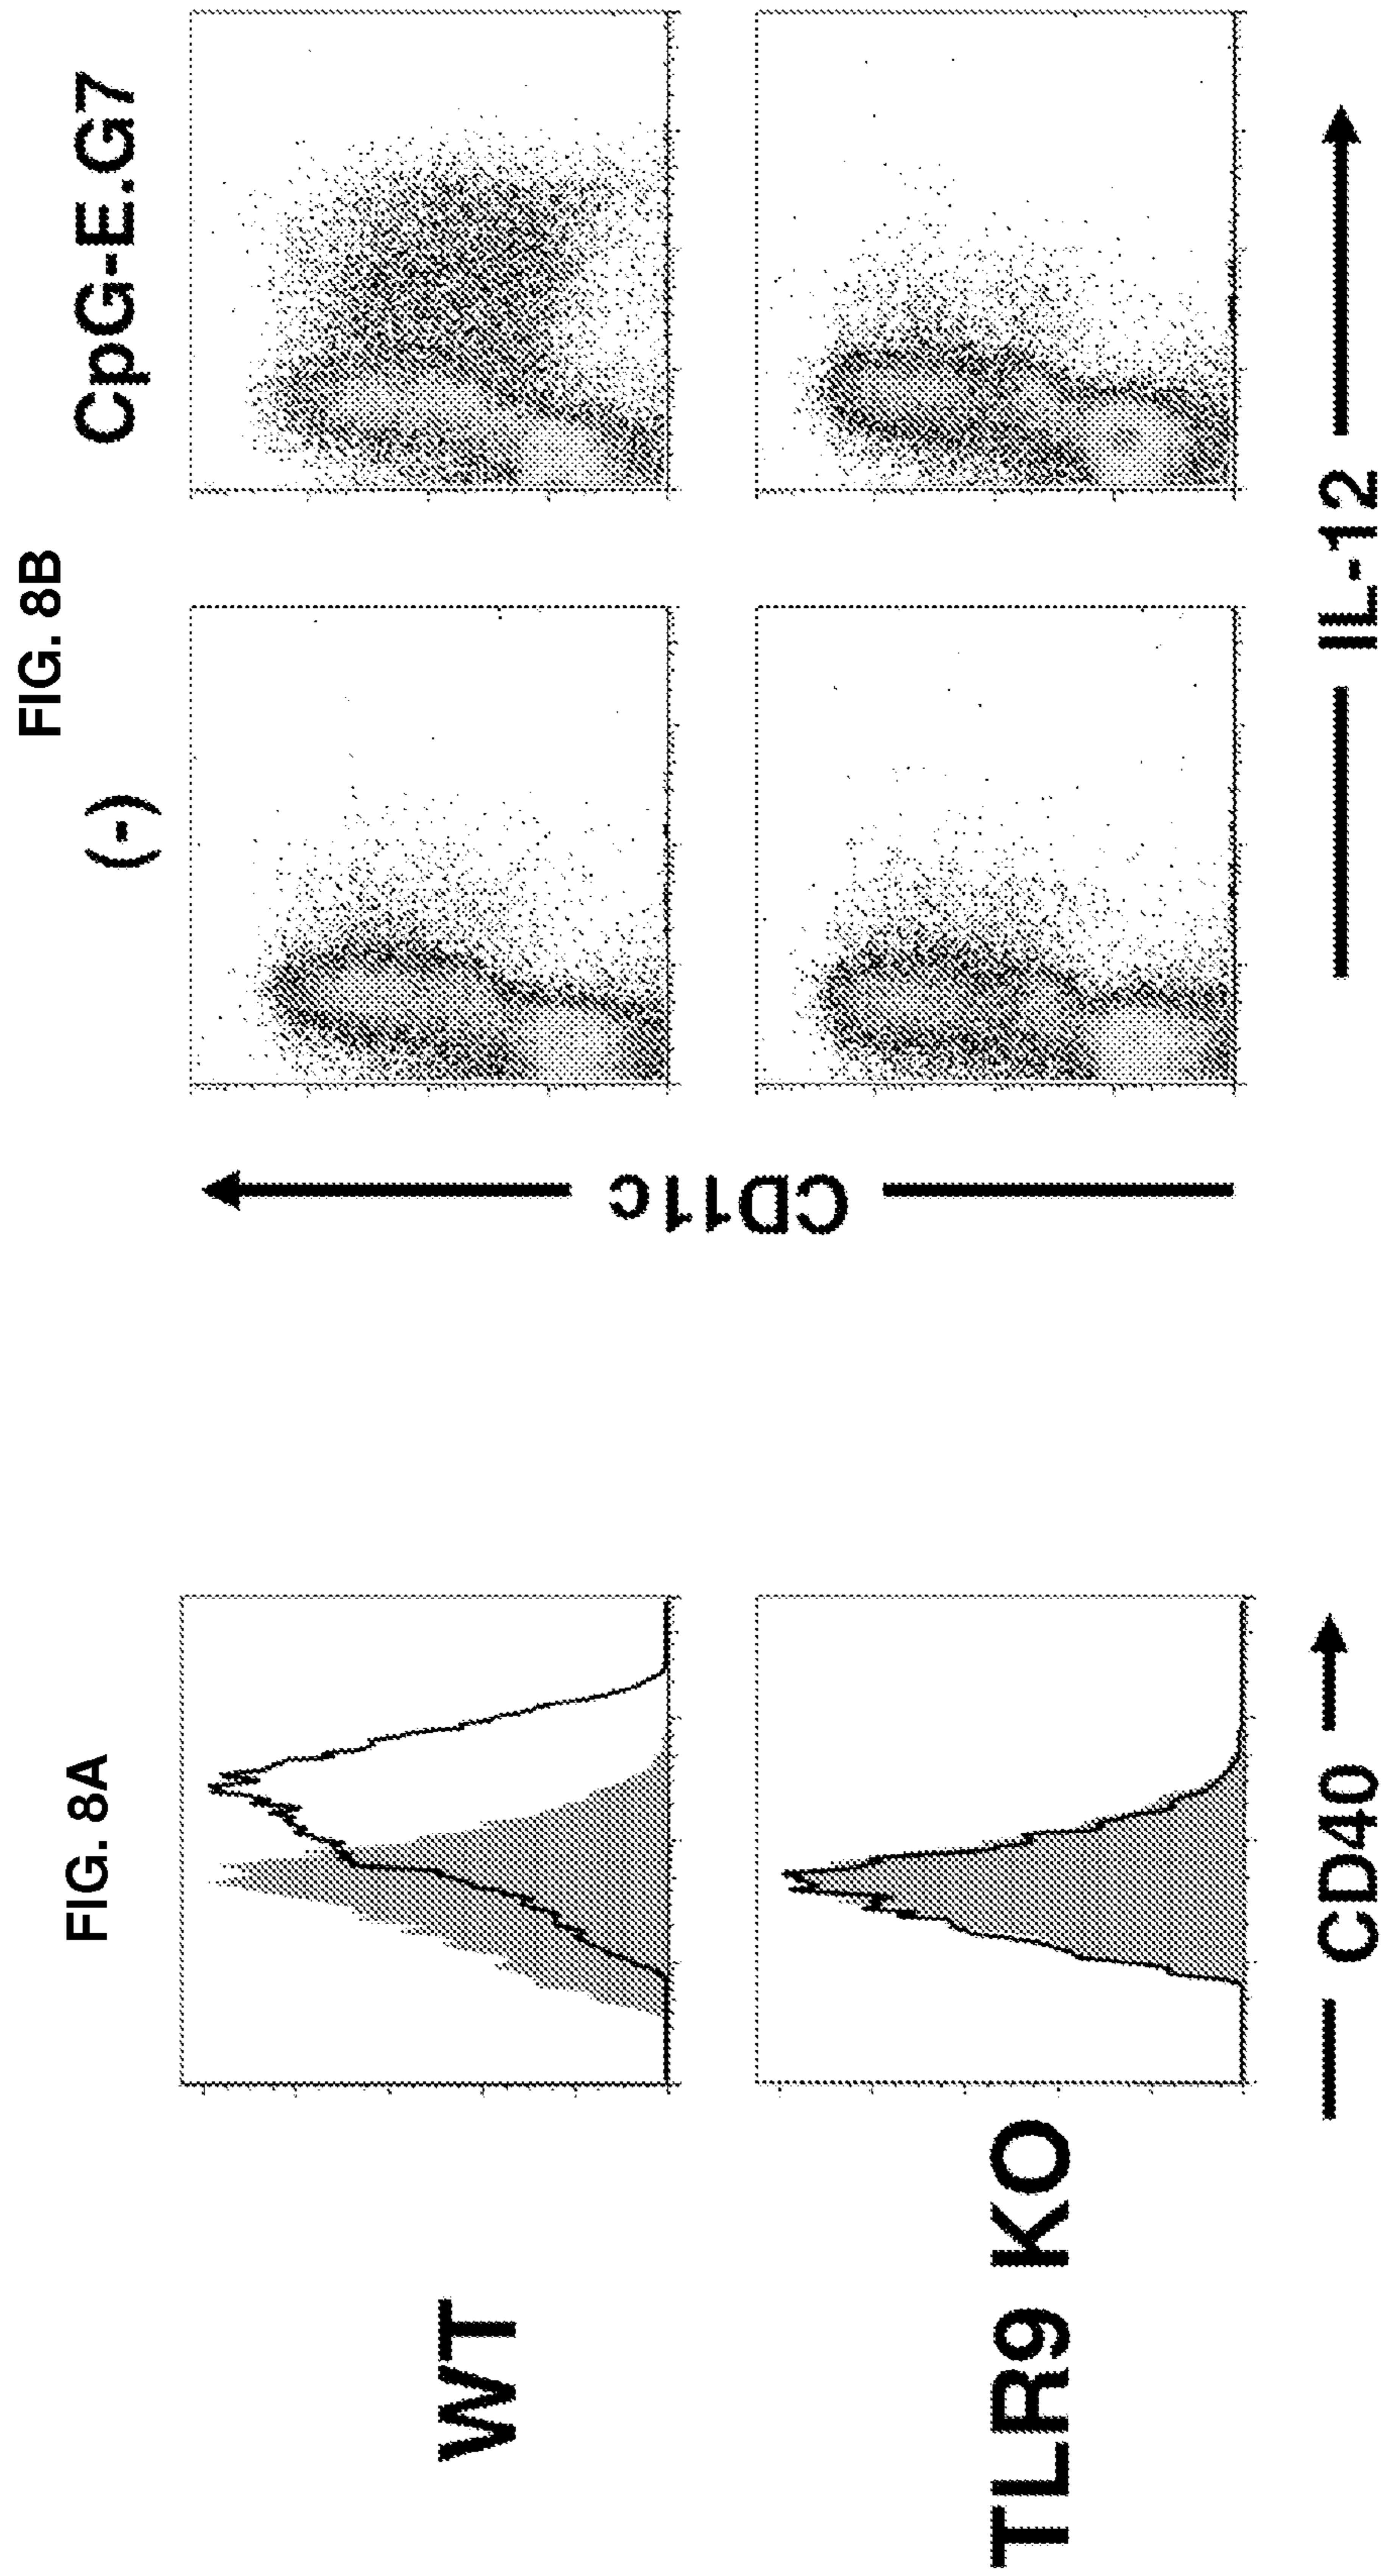 FIG. 8A
FIG. 8B
(-)
CpG-E.G7
WT
TLR9 KO
CD11c
CD40
IL-12